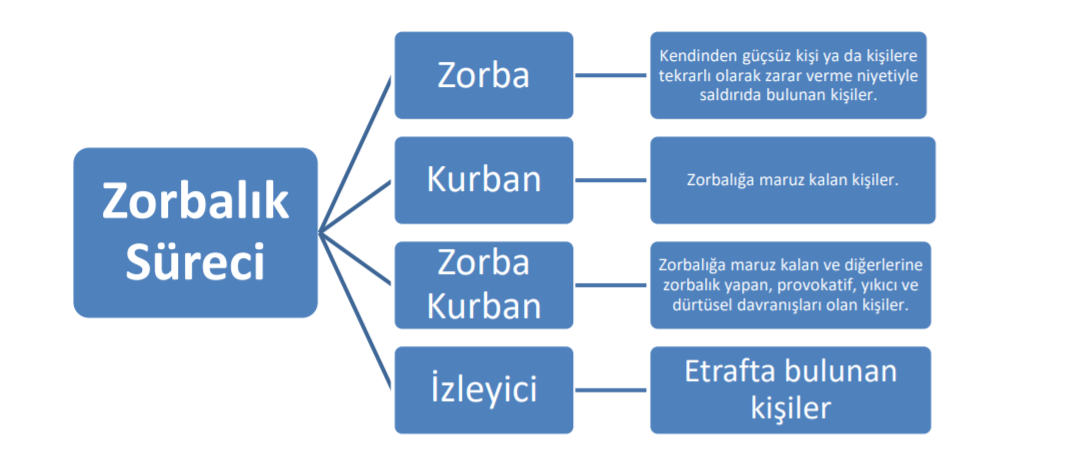 Zorbalık
Süreci
Zorba
Kendinden güçsüz kişi ya da kişilere
tekrarlı olarak zarar verme niyetiyle
saldırıda bulunan kişiler.
Kurban
Zorbalığa maruz kalan kişiler.
Zorba
Kurban
Zorbalığa maruz kalan ve diğerlerine
zorbalık yapan, provokatif, yıkıcı ve
dürtüsel davranışları olan kişiler.
İzleyici
Etrafta bulunan
kişiler